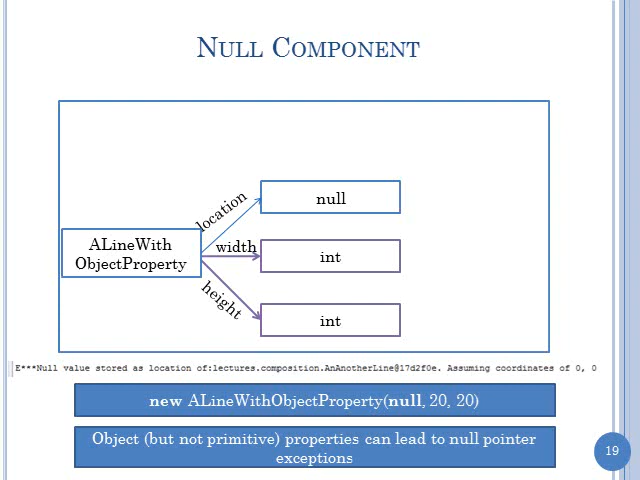 NULL COMPONENT
location
null
ALineWith
ObjectProperty
width
int
height
int
E***Null value stored as location of:lectures.composition.AnAnotherLine@17d2f0e. Assuming coordinates of 0, 0
new ALineWithObjectProperty(null, 20, 20)
Object (but not primitive) properties can lead to null pointer
exceptions
19